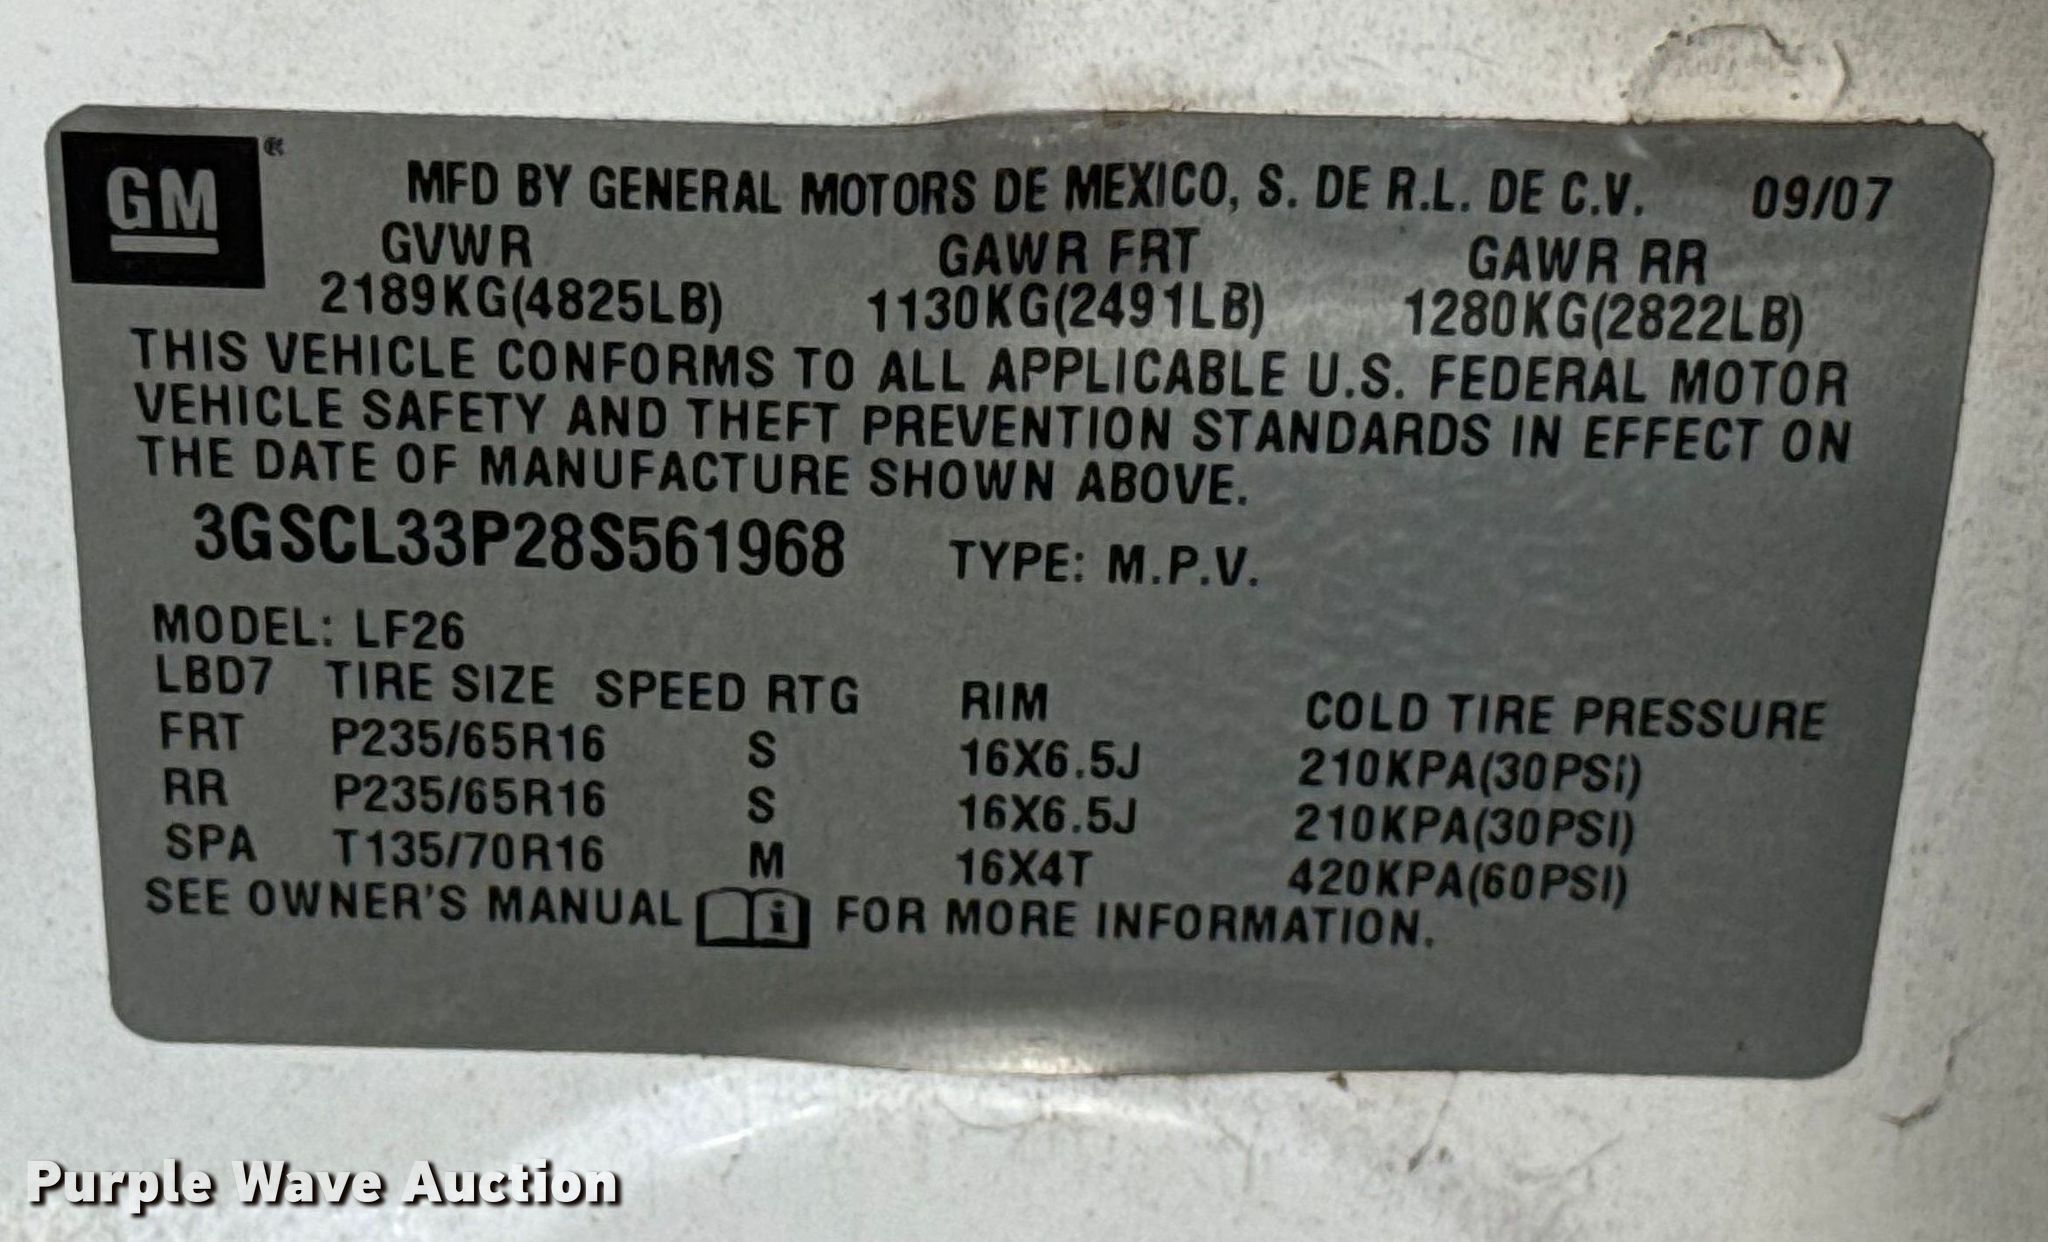 GM
MFD BY GENERAL MOTORS DE MEXICO, S. DE R.L. DE C.V. 09/07
GVWR GAWR FRT GAWR RR
2189KG(4825LB) 1130KG(2491LB) 1280KG(2822LB)
THIS VEHICLE CONFORMS TO ALL APPLICABLE U.S. FEDERAL MOTOR
VEHICLE SAFETY AND THEFT PREVENTION STANDARDS IN EFFECT ON
THE DATE OF MANUFACTURE SHOWN ABOVE.
3GSCL33P28S561968 TYPE: M.P.V.
MODEL: LF26
LBD7 TIRE SIZE SPEED RTG RIM COLD TIRE PRESSURE
FRT P235/65R16 S 16X6.5J 210KPA(30PSI)
RR P235/65R16 S 16X6.5J 210KPA(30PSI)
SPA T135/70R16 M 16X4T 420KPA(60PSI)
SEE OWNER'S MANUAL i FOR MORE INFORMATION.
Purple Wave Auction